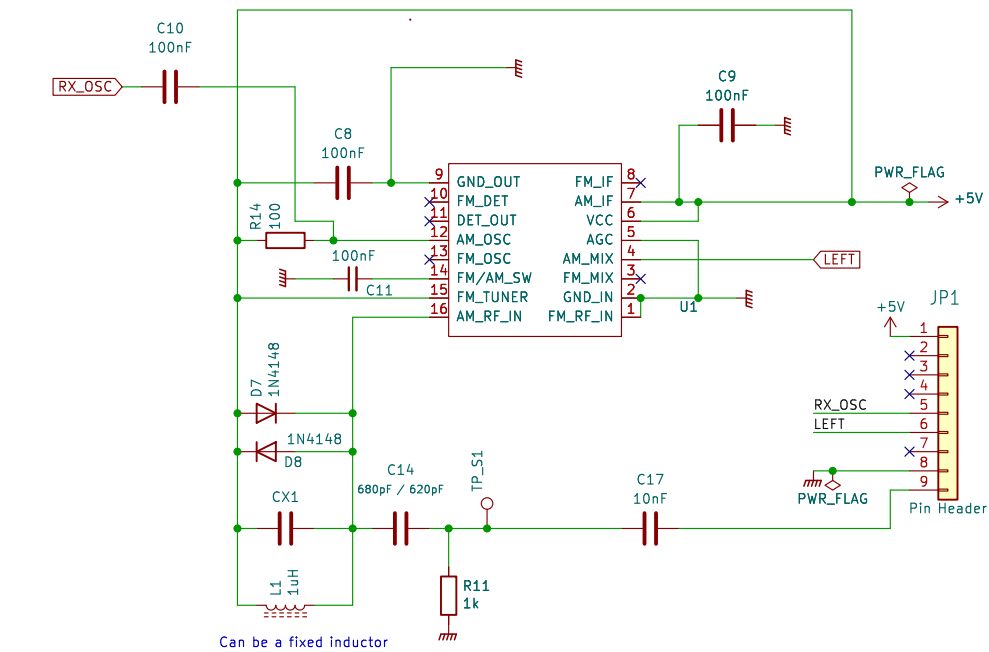 C10
100nF
RX_OSC
C9
100nF
C8
100nF
PWR_FLAG
+5V
9 GND_OUT FM_IF 8
10 FM_DET AM_IF 7
11 DET_OUT VCC 6
12 AM_OSC AGC 5
13 FM_OSC AM_MIX 4
14 FM/AM_SW FM_MIX 3
15 FM_TUNER GND_IN 2
16 AM_RF_IN FM_RF_IN 1
R14
100
100nF
C11
LEFT
U1
JP1
+5V
1
2
3
4
RX_OSC 5
LEFT 6
7
8
9
PWR_FLAG
Pin Header
D7
1N4148
1N4148
D8
C14
680pF / 620pF
TP_S1
C17
10nF
CX1
L1
1uH
R11
1k
Can be a fixed inductor